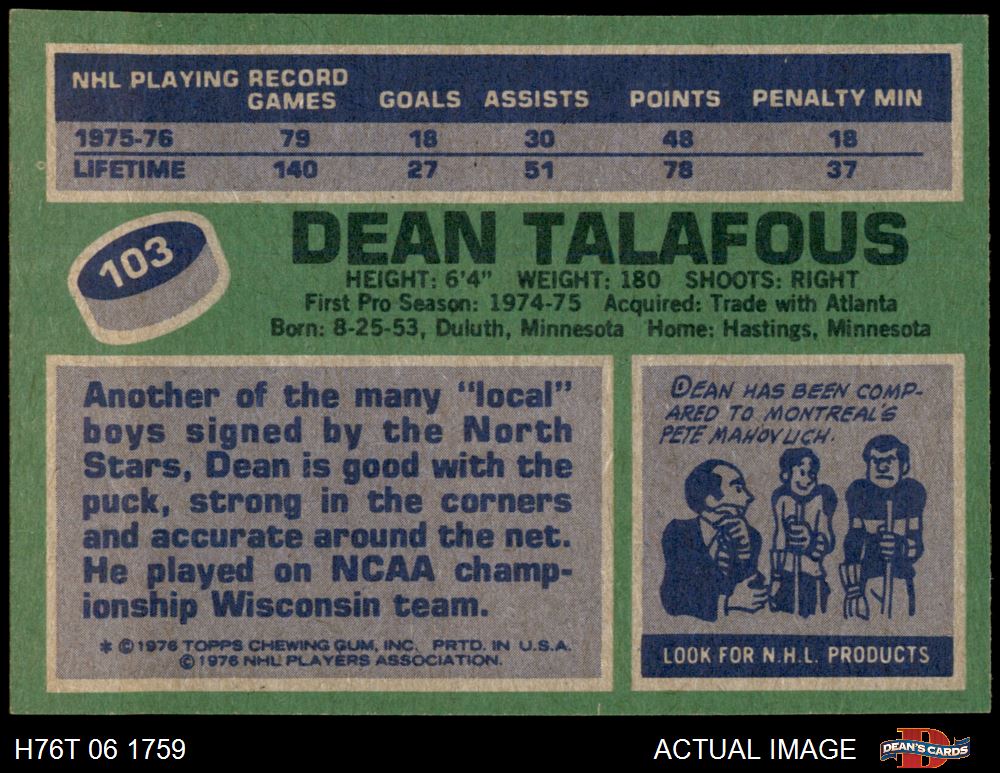 NHL PLAYING RECORD
GAMES GOALS ASSISTS POINTS PENALTY MIN
1975-76 79 18 30 48 18
LIFETIME 140 27 51 78 37
103
DEAN TALAFOUS
HEIGHT: 6'4" WEIGHT: 180 SHOOTS: RIGHT
First Pro Season: 1974-75 Acquired: Trade with Atlanta
Born: 8-25-53, Duluth, Minnesota Home: Hastings, Minnesota
Another of the many "local"
boys signed by the North
Stars, Dean is good with the
puck, strong in the corners
and accurate around the net.
He played on NCAA champ-
ionship Wisconsin team.
* ©1976 TOPPS CHEWING GUM, INC. PRTD. IN U.S.A.
© 1976 NHL PLAYERS ASSOCIATION.
DEAN HAS BEEN COMP-
ARED TO MONTREAL'S
PETE MAHOVLICH.
LOOK FOR N.H.L. PRODUCTS
H76T 06 1759
ACTUAL IMAGE
DEAN'S CARDS